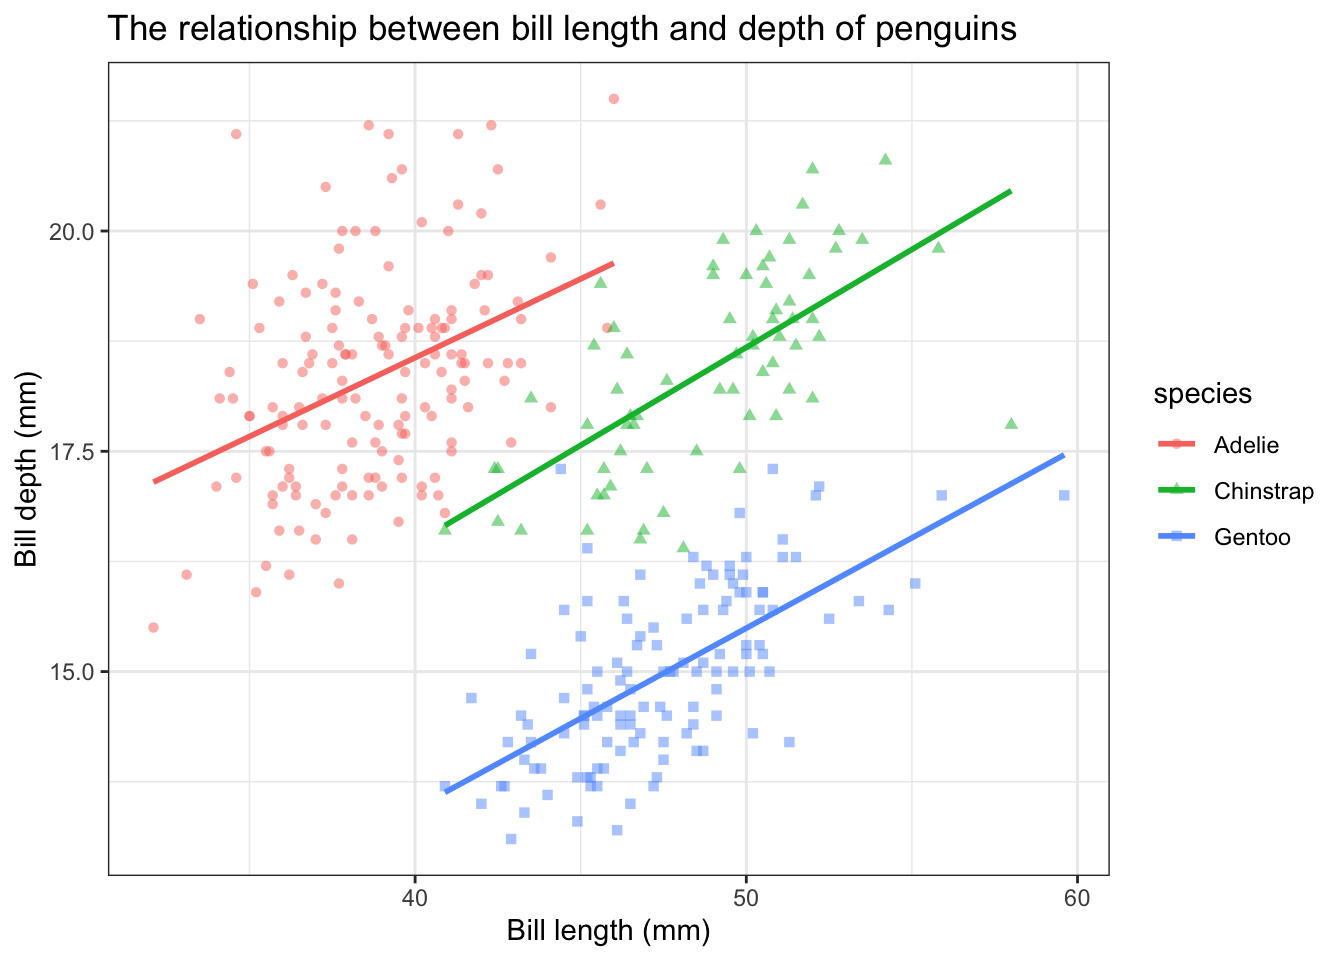 The relationship between bill length and depth of penguins
20.0
17.5
15.0
Bill depth (mm)
40 50 60
Bill length (mm)
species
Adelie
Chinstrap
Gentoo